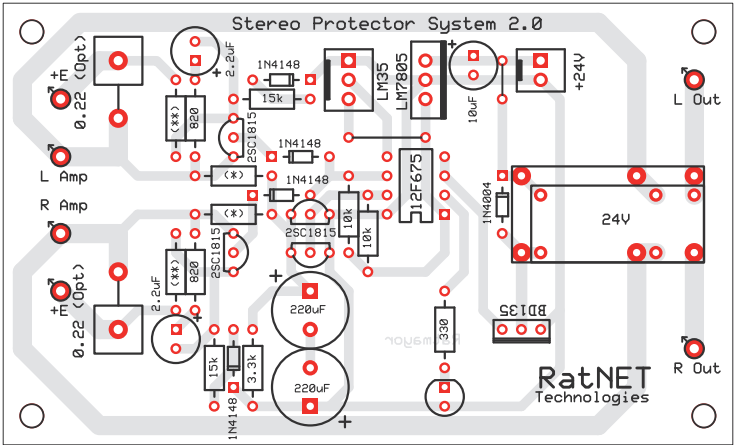 Stereo Protector System 2.0
+E
0.22 (Opt)
2.2uF
+
1N4148
15k
LM35
LM7805
+
10uF
+24V
L Out
(**)
820
2SC1815
1N4148
12F675
L Amp
(*)
1N4148
1N4004
24V
R Amp
(*)
10k
10k
2SC1815
2SC1815
(**)
820
+E
0.22 (Opt)
2.2uF
+
+
220uF
BD135
330
Ratmayor
15k
3.3k
220uF
+
1N4148
R Out
RatNET
Technologies